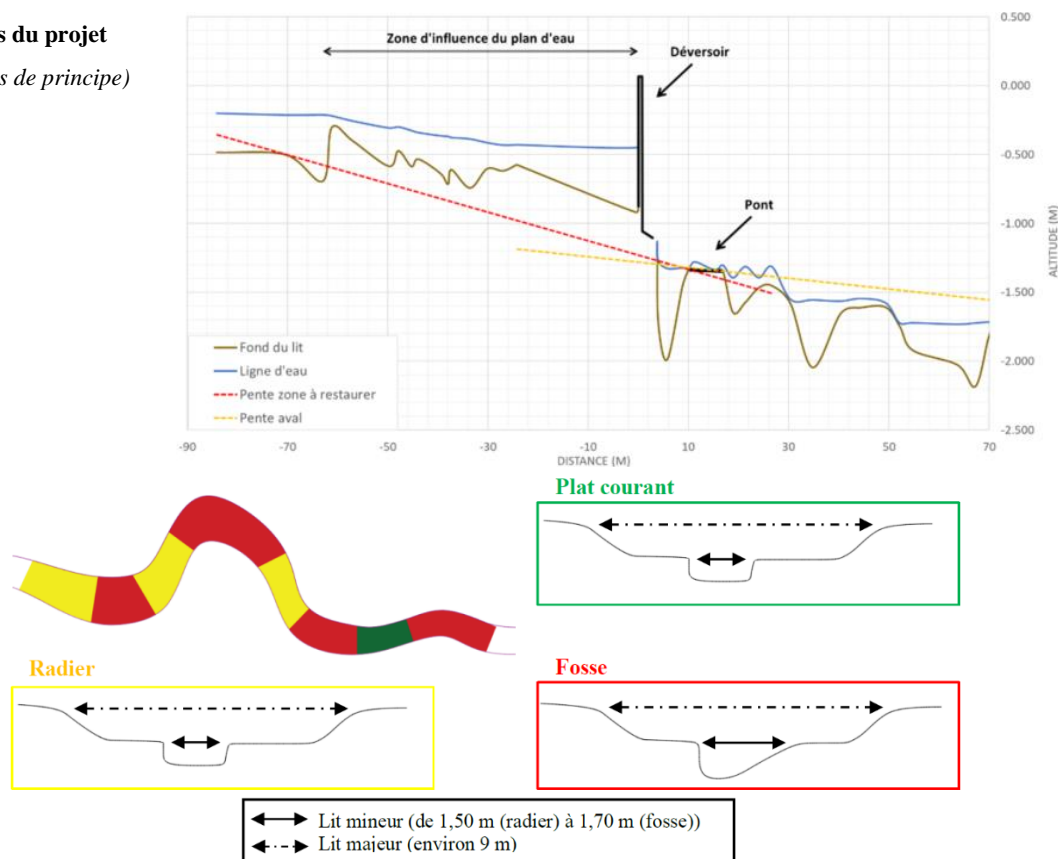 s du projet
s de principe)
Zone d'influence du plan d'eau
Déversoir
Pont
0.500
0.000
-0.500
-1.000
-1.500
-2.000
-2.500
ALTITUDE (M)
Fond du lit
Ligne d'eau
Pente zone à restaurer
Pente aval
-90
-70
-50
-30
-10
10
30
50
70
DISTANCE (M)
Plat courant
Radier
Fosse
Lit mineur (de 1,50 m (radier) à 1,70 m (fosse))
Lit majeur (environ 9 m)